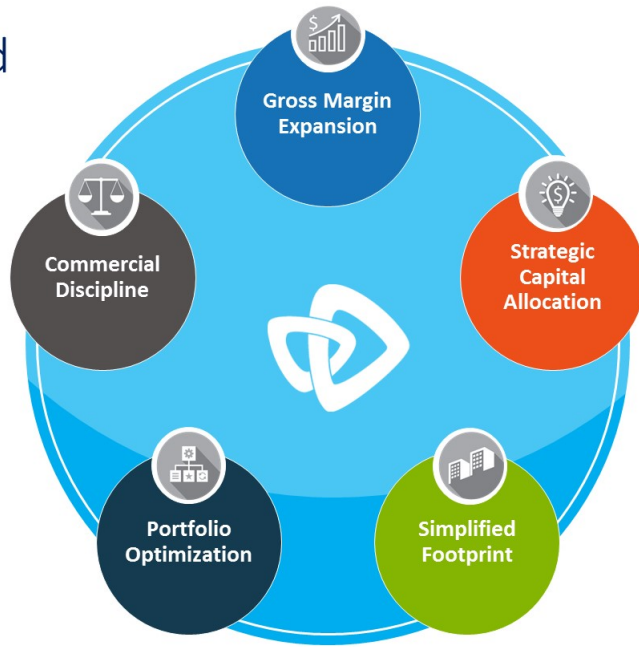 Gross Margin
Expansion
Strategic
Capital
Allocation
Simplified
Footprint
Portfolio
Optimization
Commercial
Discipline
$
$